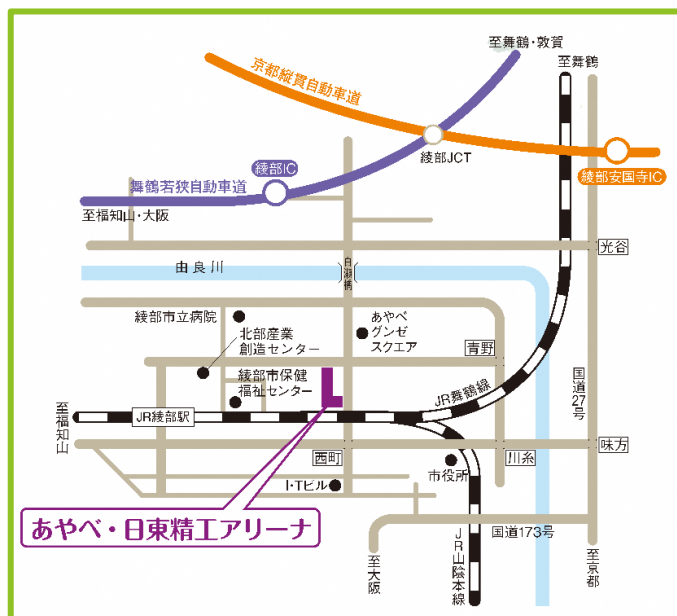 至舞鶴・敦賀
至舞鶴
京都縦貫自動車道
綾部JCT
綾部IC
綾部安国寺IC
舞鶴若狭自動車道
至福知山・大阪
光谷
由良川
白瀬橋
綾部市立病院
北部産業
創造センター
あやべ
グンゼ
スクエア
青野
綾部市保健
福祉センター
国道27号
JR舞鶴線
至福知山
JR綾部駅
西町
市役所
川糸
味方
I・Tビル
あやべ・日東精工アリーナ
国道173号
至大阪
JR山陰本線
至京都